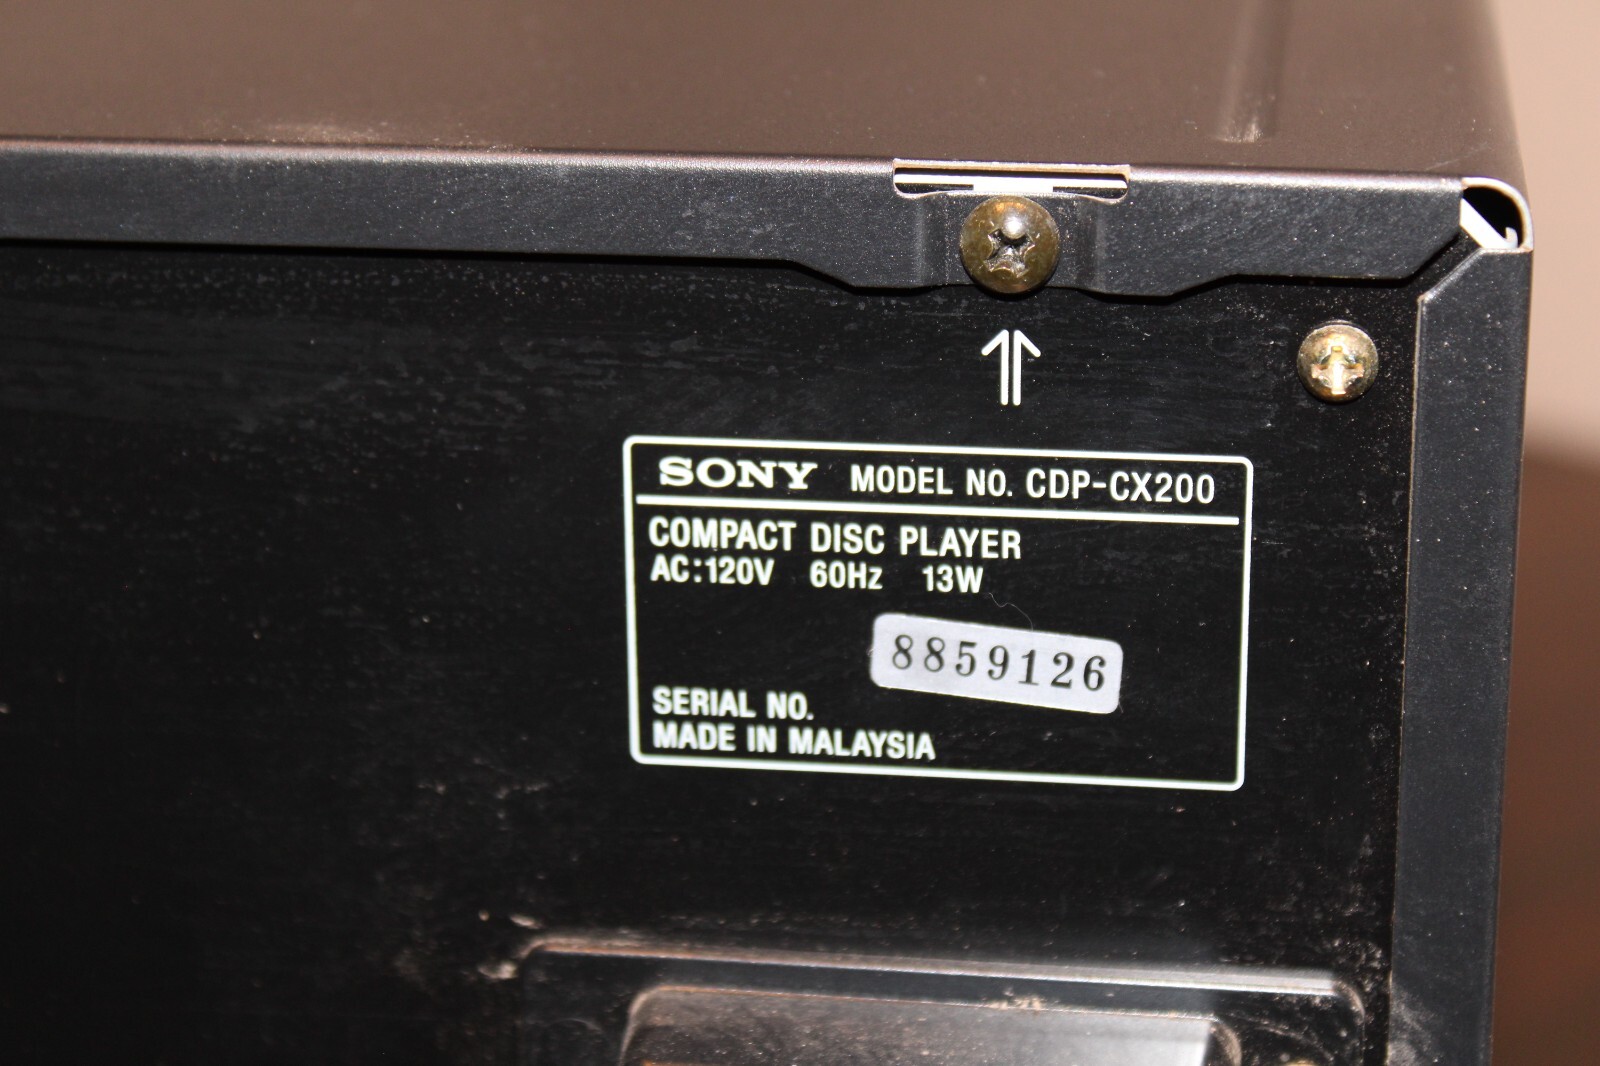 SONY MODEL NO. CDP-CX200
COMPACT DISC PLAYER
AC:120V 60Hz 13W
8859126
SERIAL NO.
MADE IN MALAYSIA